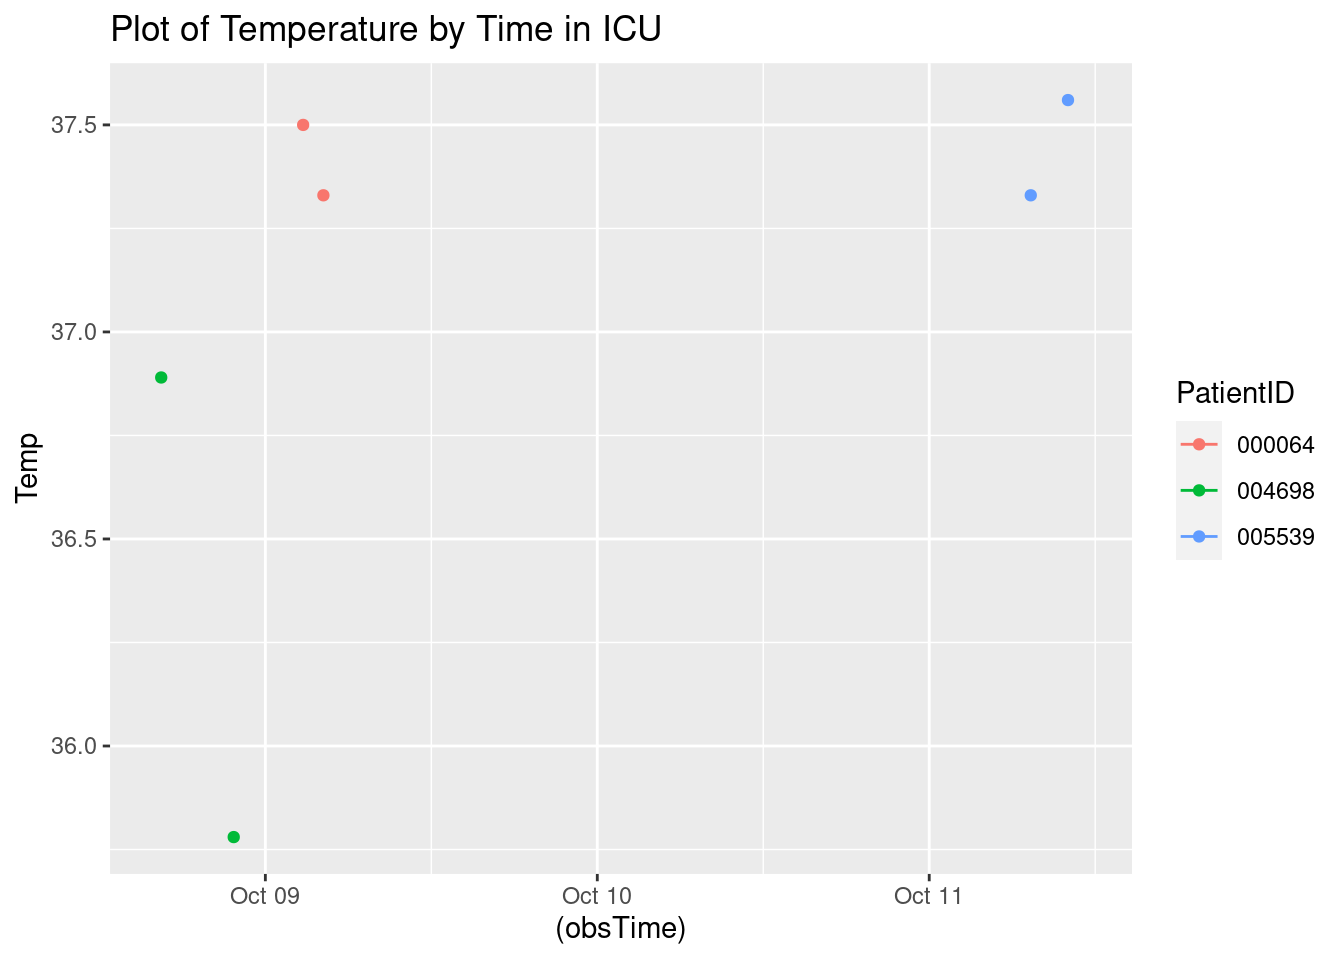 Plot of Temperature by Time in ICU
37.5
37.0
36.5
36.0
Temp
Oct 09
Oct 10
Oct 11
(obsTime)
PatientID
000064
004698
005539